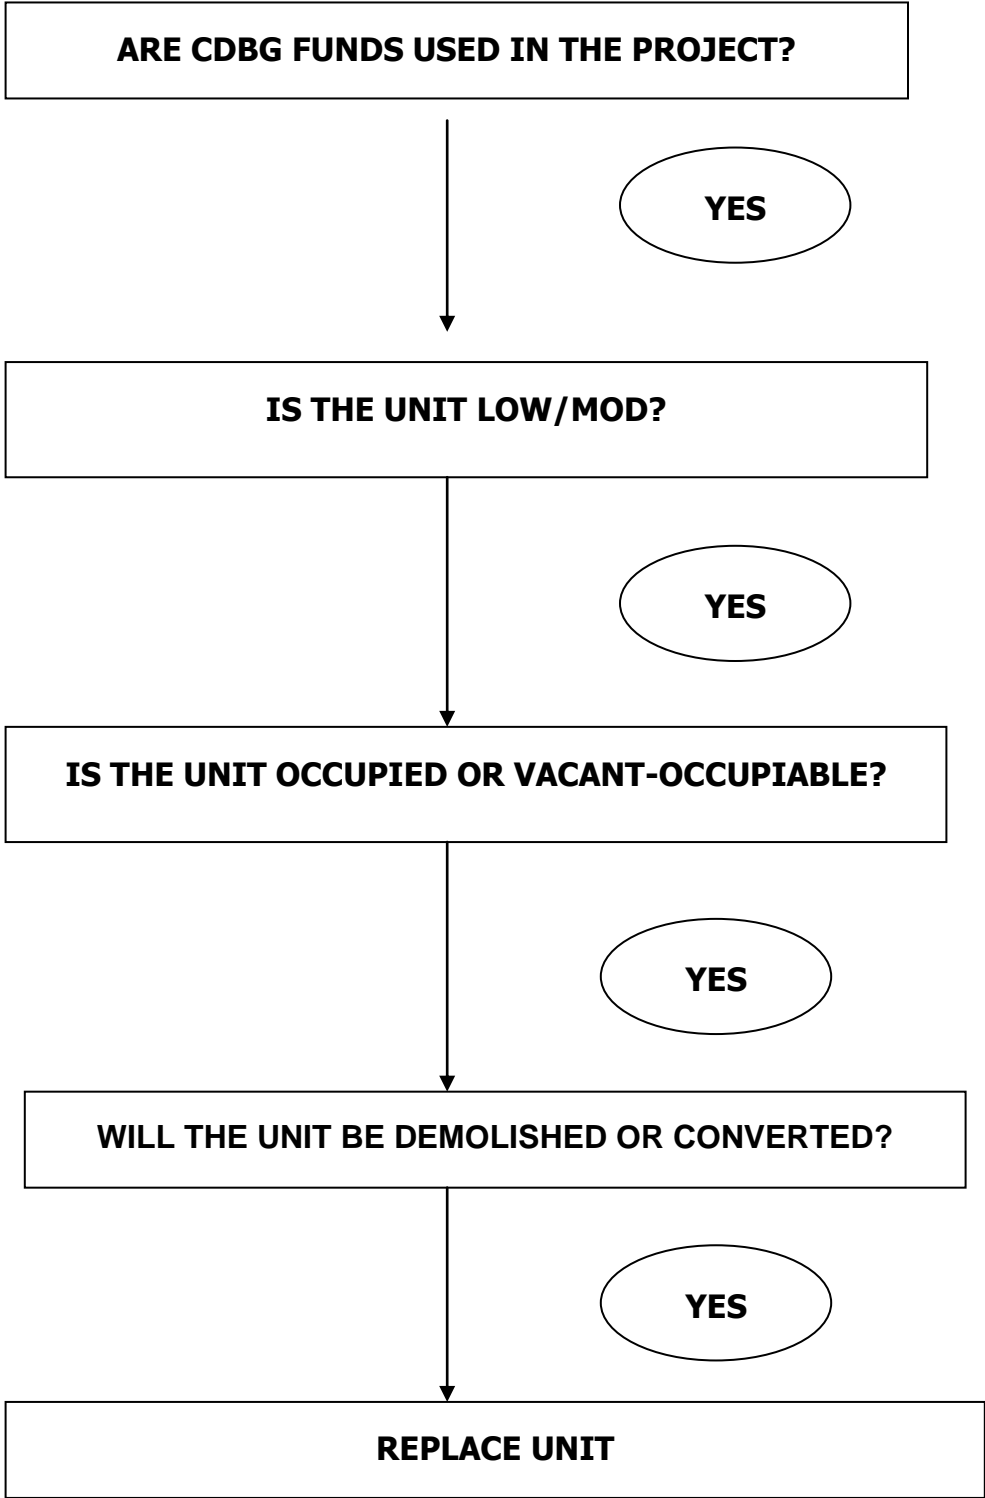 ARE CDBG FUNDS USED IN THE PROJECT?
YES
IS THE UNIT LOW/MOD?
YES
IS THE UNIT OCCUPIED OR VACANT-OCCUPIABLE?
YES
WILL THE UNIT BE DEMOLISHED OR CONVERTED?
YES
REPLACE UNIT